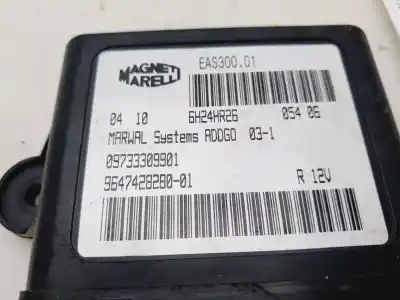 MAGNETI
MARELLI
EAS300.01
04 10 6H24HR26 054 06
MARWAL Systems ADDGO 03-1
09733309901
9647428280-01 R 12V